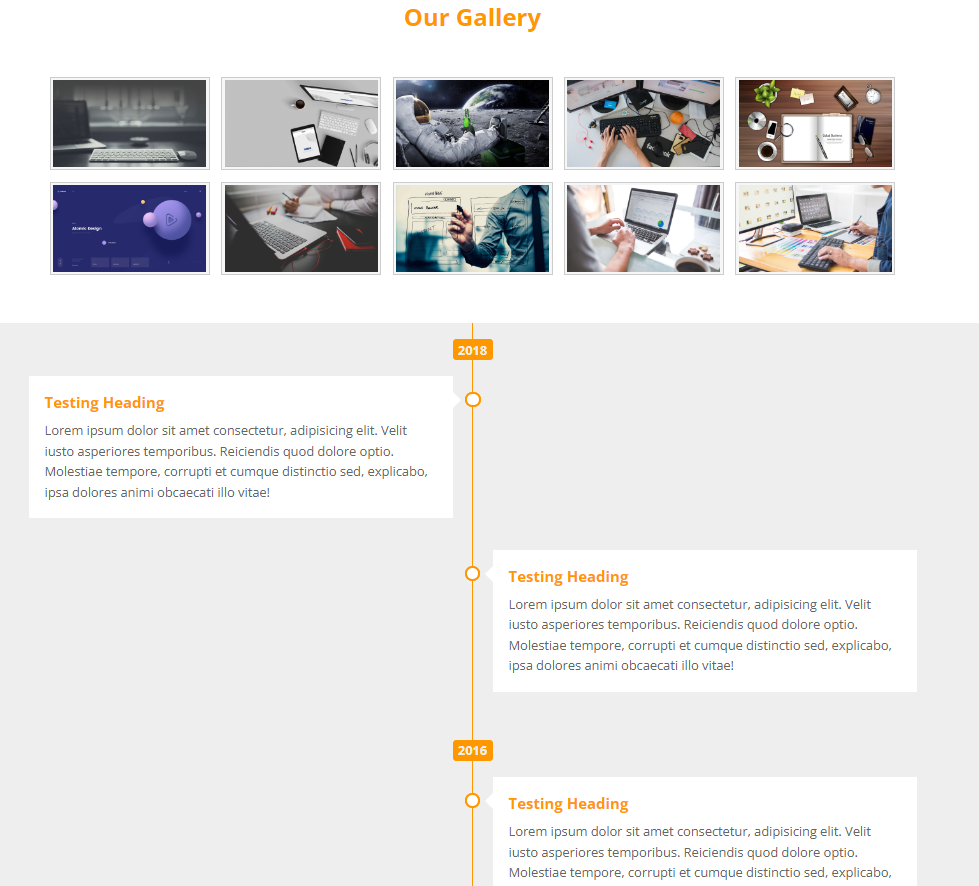 Our Gallery
Atomic Design
2018
Testing Heading
Lorem ipsum dolor sit amet consectetur, adipisicing elit. Velit
iusto asperiores temporibus. Reiciendis quod dolore optio.
Molestiae tempore, corrupti et cumque distinctio sed, explicabo,
ipsa dolores animi obcaecati illo vitae!
Testing Heading
Lorem ipsum dolor sit amet consectetur, adipisicing elit. Velit
iusto asperiores temporibus. Reiciendis quod dolore optio.
Molestiae tempore, corrupti et cumque distinctio sed, explicabo,
ipsa dolores animi obcaecati illo vitae!
2016
Testing Heading
Lorem ipsum dolor sit amet consectetur, adipisicing elit. Velit
iusto asperiores temporibus. Reiciendis quod dolore optio.
Molestiae tempore, corrupti et cumque distinctio sed, explicabo,